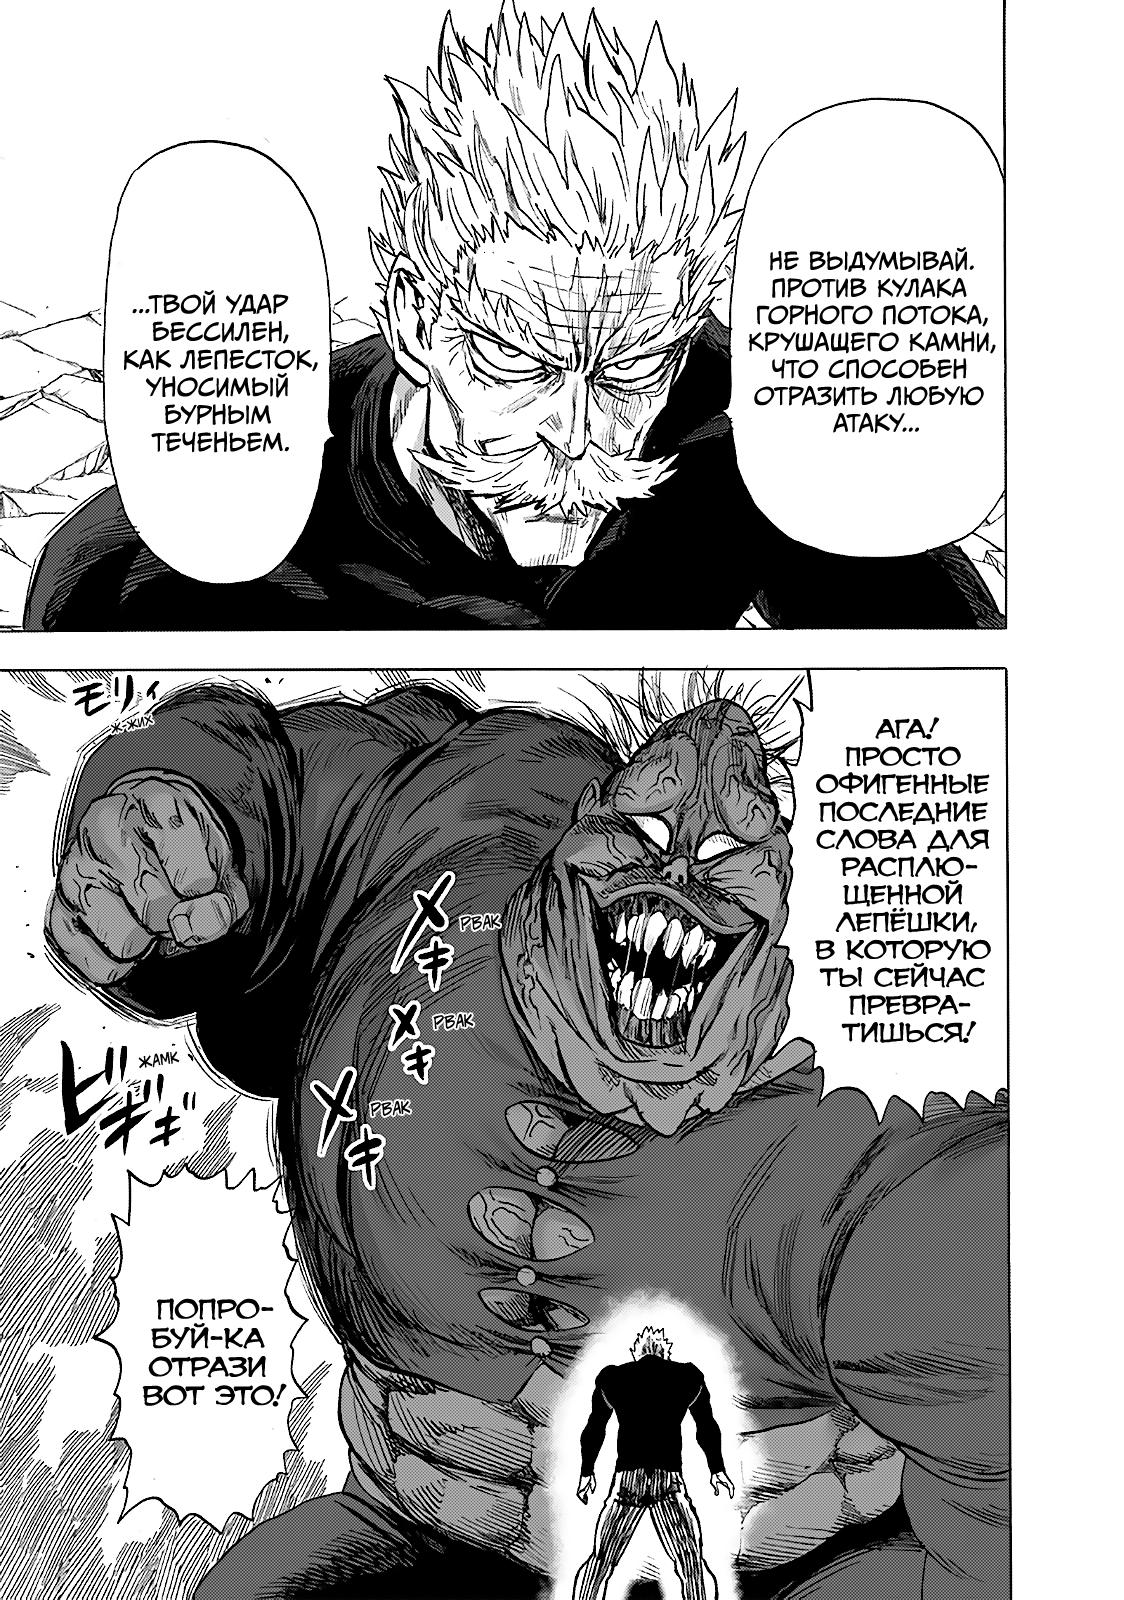 НЕ ВЫДУМЫВАЙ.
ПРОТИВ КУЛАКА
ГОРНОГО ПОТОКА,
КРУШАЩЕГО КАМНИ,
ЧТО СПОСОБЕН
ОТРАЗИТЬ ЛЮБУЮ
АТАКУ...
...ТВОЙ УДАР
БЕССИЛЕН,
КАК ЛЕПЕСТОК,
УНОСИМЫЙ
БУРНЫМ
ТЕЧЕНЬЕМ.
АГА!
ПРОСТО
ОФИГЕННЫЕ
ПОСЛЕДНИЕ
СЛОВА ДЛЯ
РАСПЛЮ-
ЩЕННОЙ
ЛЕПЁШКИ,
В КОТОРУЮ
ТЫ СЕЙЧАС
ПРЕВРА-
ТИШЬСЯ!
モリィ
Ж-ЖИХ
メキ
РВАК
メキ
РВАК
メキ
РВАК
ビギギ
ЖАМК
ПОПРО-
БУЙ-КА
ОТРАЗИ
ВОТ ЭТО!